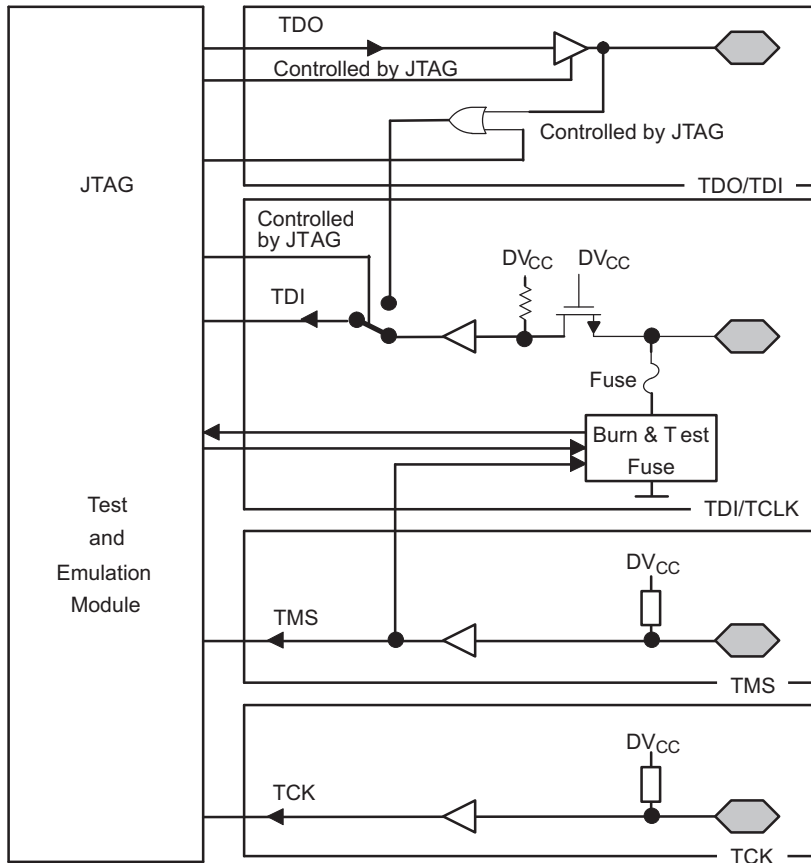 TDO
Controlled by JTAG
Controlled by JTAG
JTAG
TDO/TDI
Controlled
by JTAG
DVCC
DVCC
TDI
Fuse
Burn & T est
Fuse
TDI/TCLK
Test
and
Emulation
Module
DVCC
TMS
TMS
DVCC
TCK
TCK